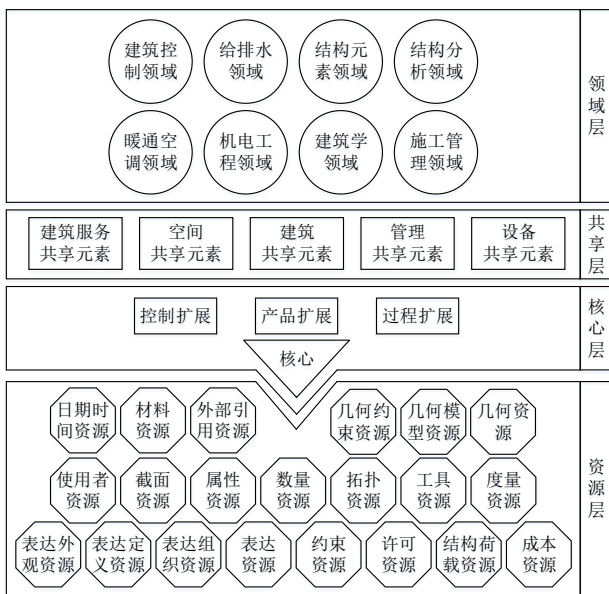 建筑控
制领域
给排水
领域
结构元
素领域
结构分
析领域
暖通空
调领域
机电工
程领域
建筑学
领域
施工管
理领域
领域层
建筑服务
共享元素
空间
共享元素
建筑
共享元素
管理
共享元素
设备
共享元素
共享层
控制扩展
产品扩展
过程扩展
核心
核心层
日期时
间资源
材料
资源
外部引
用资源
几何约
束资源
几何模
型资源
几何资
源
使用者
资源
截面
资源
属性
资源
数量
资源
拓扑
资源
工具
资源
度量
资源
表达外
观资源
表达定
义资源
表达组
织资源
表达
资源
约束
资源
许可
资源
结构荷
载资源
成本
资源
资源层